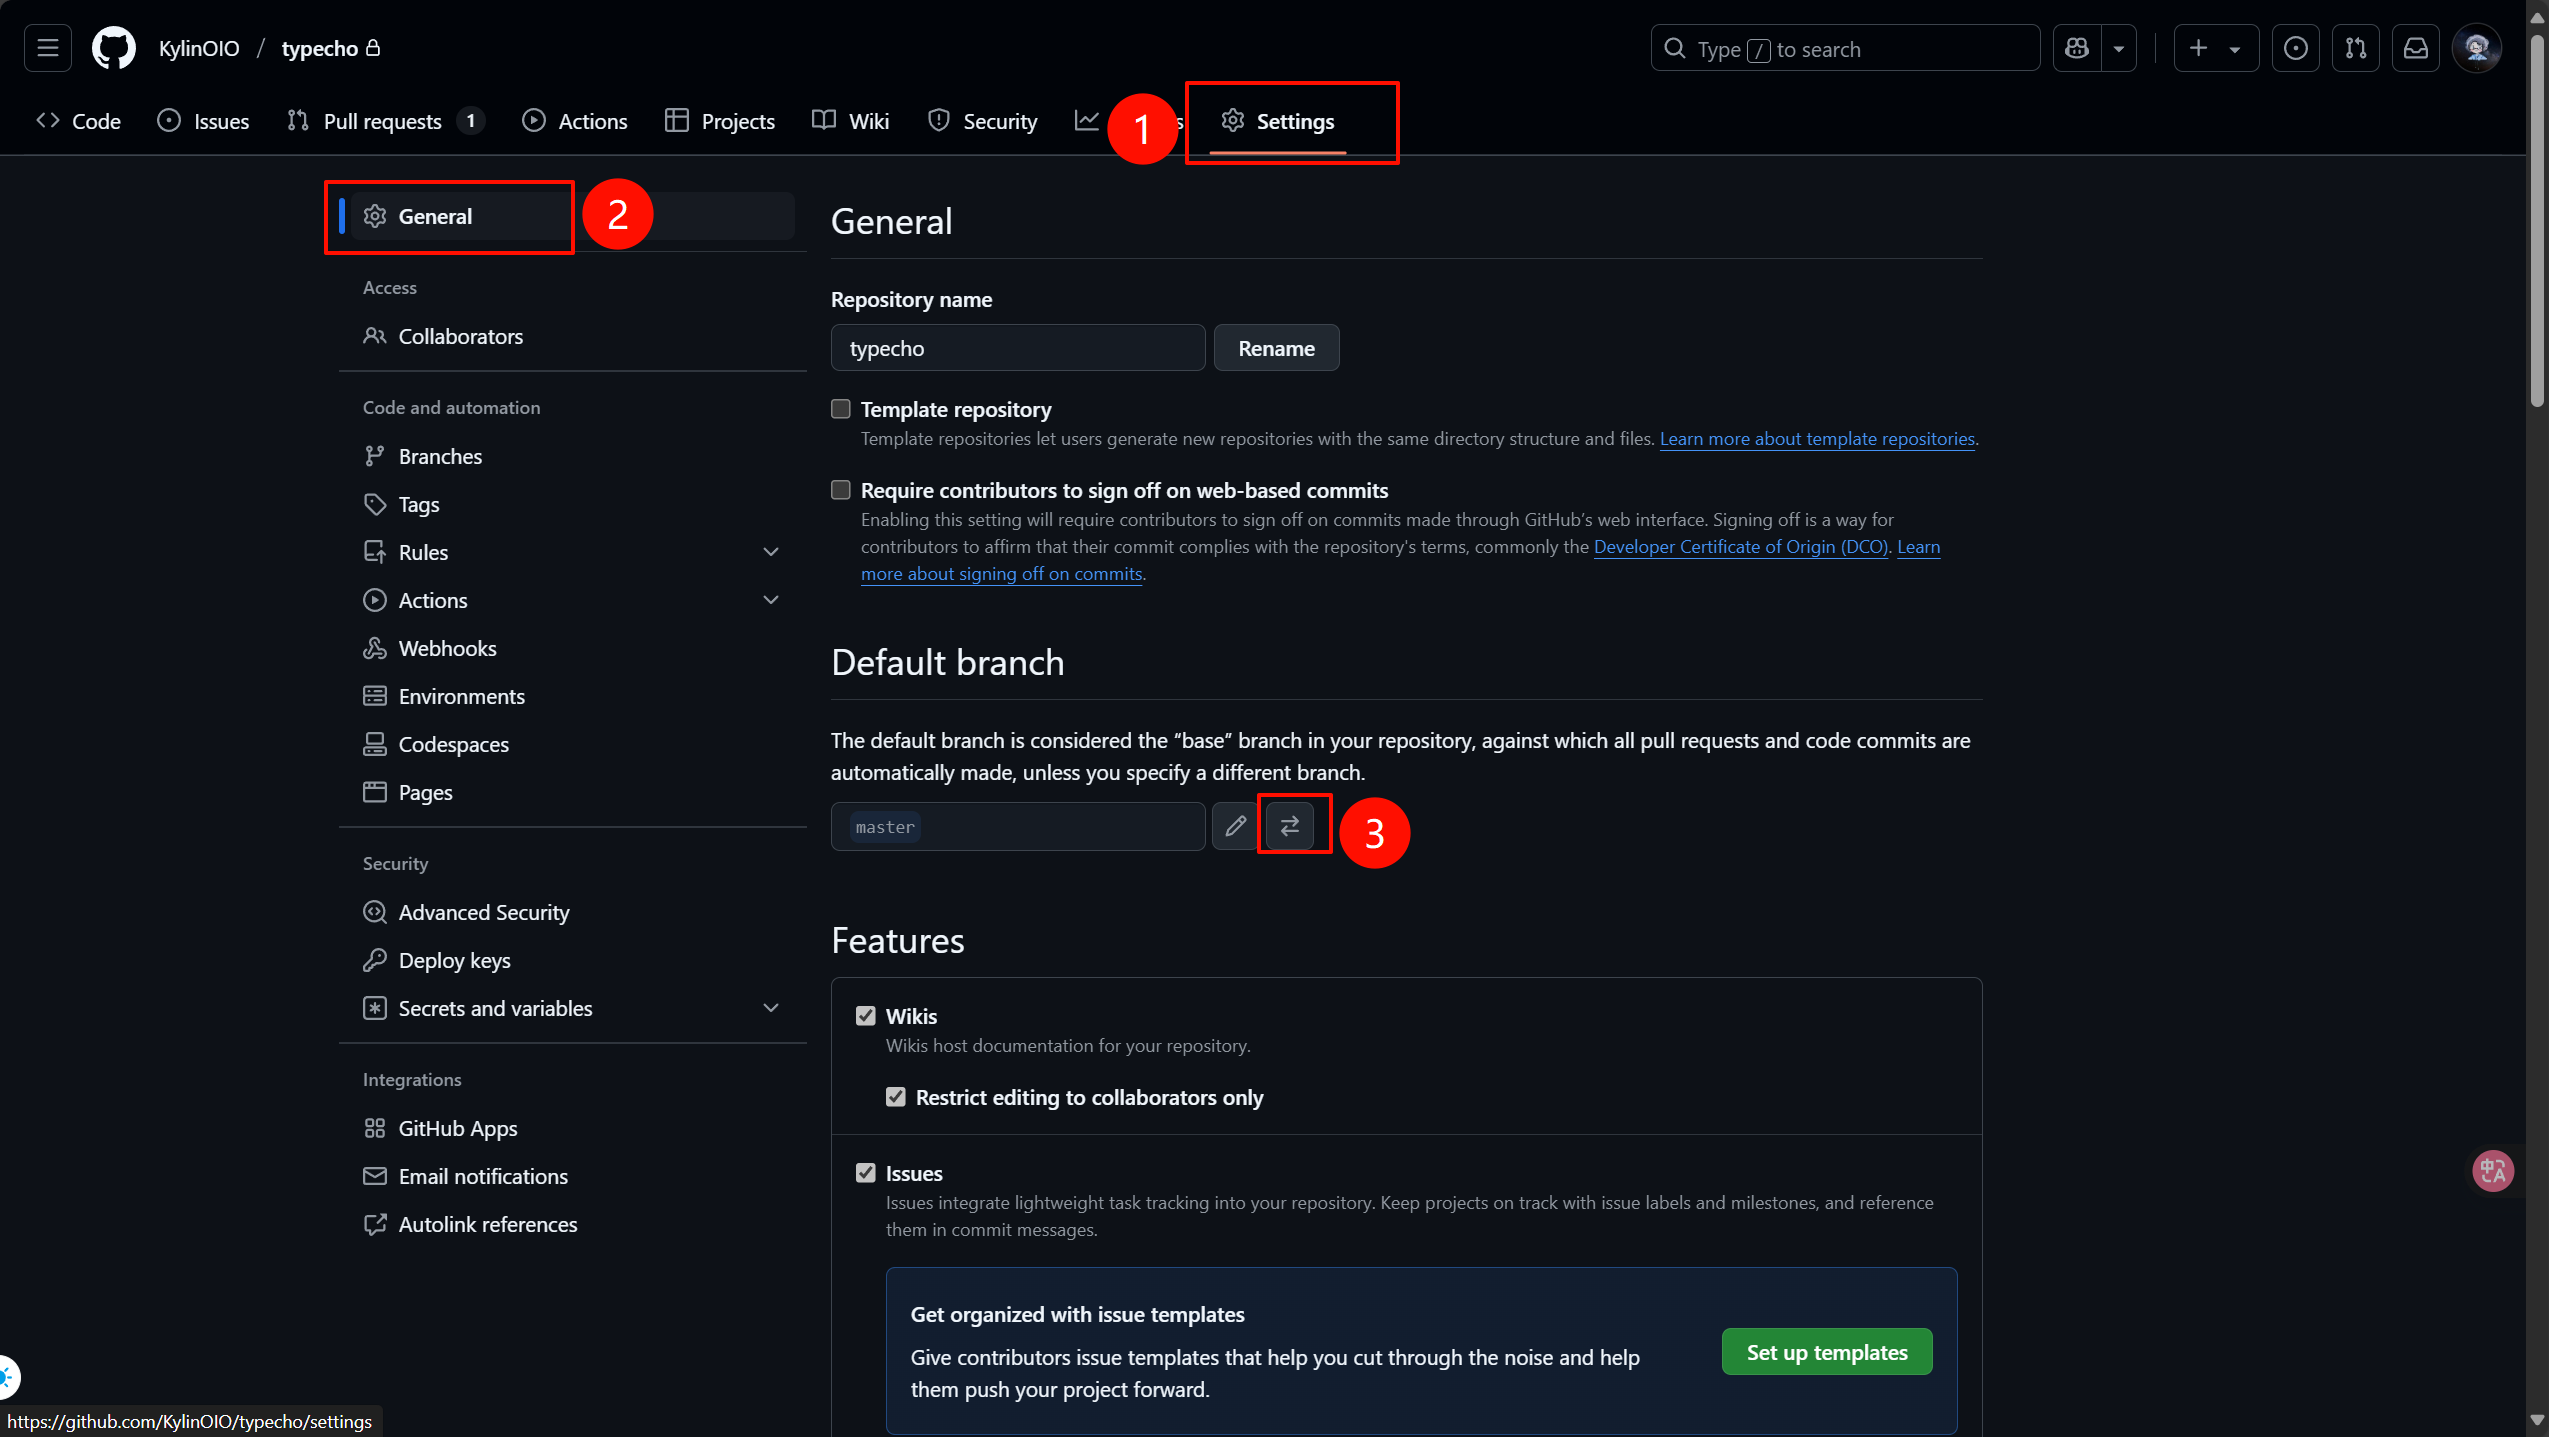 KylinOIO / typecho
Type / to search
Code
Issues
Pull requests 1
Actions
Projects
Wiki
Security
1
Settings
General
2
Access
Collaborators
Code and automation
Branches
Tags
Rules
Actions
Webhooks
Environments
Codespaces
Pages
Security
Advanced Security
Deploy keys
Secrets and variables
Integrations
GitHub Apps
Email notifications
Autolink references
General
Repository name
typecho
Rename
Template repository
Template repositories let users generate new repositories with the same directory structure and files. Learn more about template repositories.
Require contributors to sign off on web-based commits
Enabling this setting will require contributors to sign off on commits made through GitHub’s web interface. Signing off is a way for
contributors to affirm that their commit complies with the repository's terms, commonly the Developer Certificate of Origin (DCO). Learn
more about signing off on commits.
Default branch
The default branch is considered the “base” branch in your repository, against which all pull requests and code commits are
automatically made, unless you specify a different branch.
master
3
Features
Wikis
Wikis host documentation for your repository.
Restrict editing to collaborators only
Issues
Issues integrate lightweight task tracking into your repository. Keep projects on track with issue labels and milestones, and reference
them in commit messages.
Get organized with issue templates
Give contributors issue templates that help you cut through the noise and help
them push your project forward.
Set up templates
中A
https://github.com/KylinOIO/typecho/settings